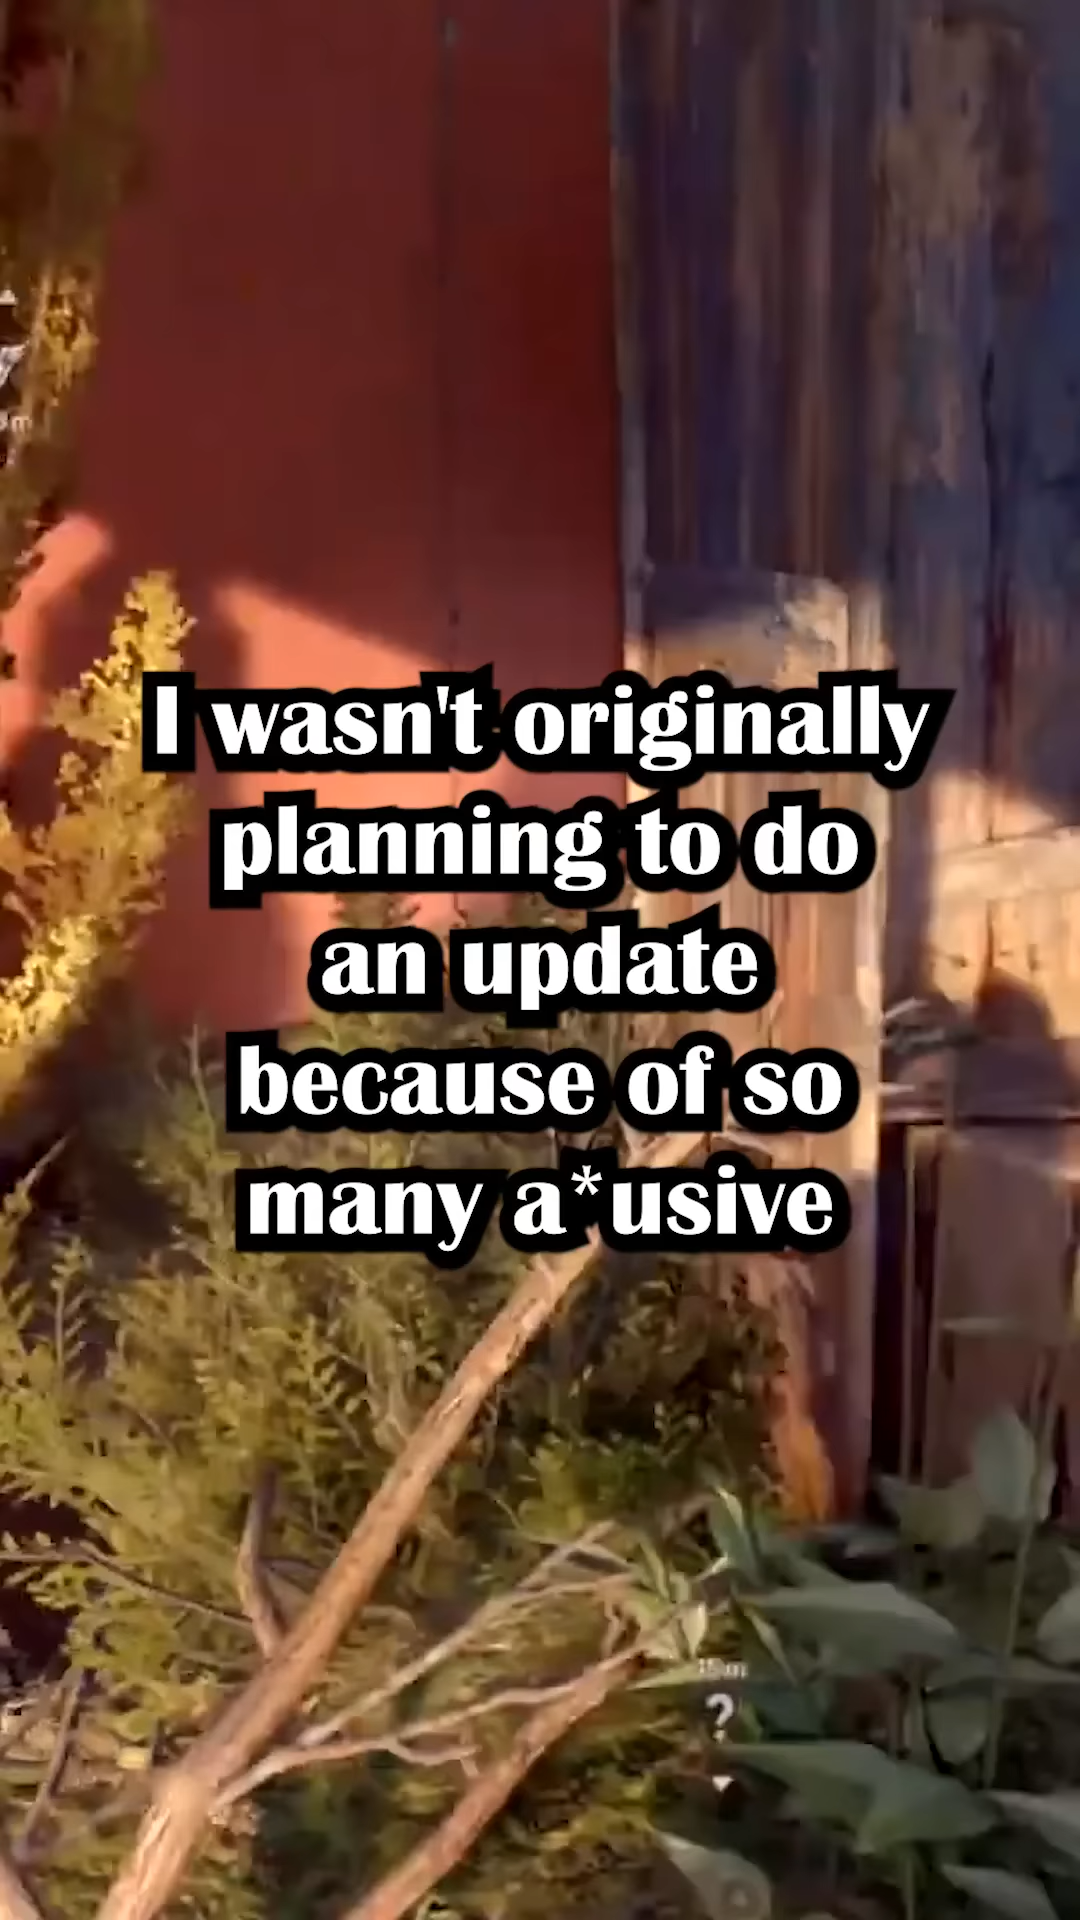 I wasn't originally
planning to do
an update
because of so
many a*usive
?